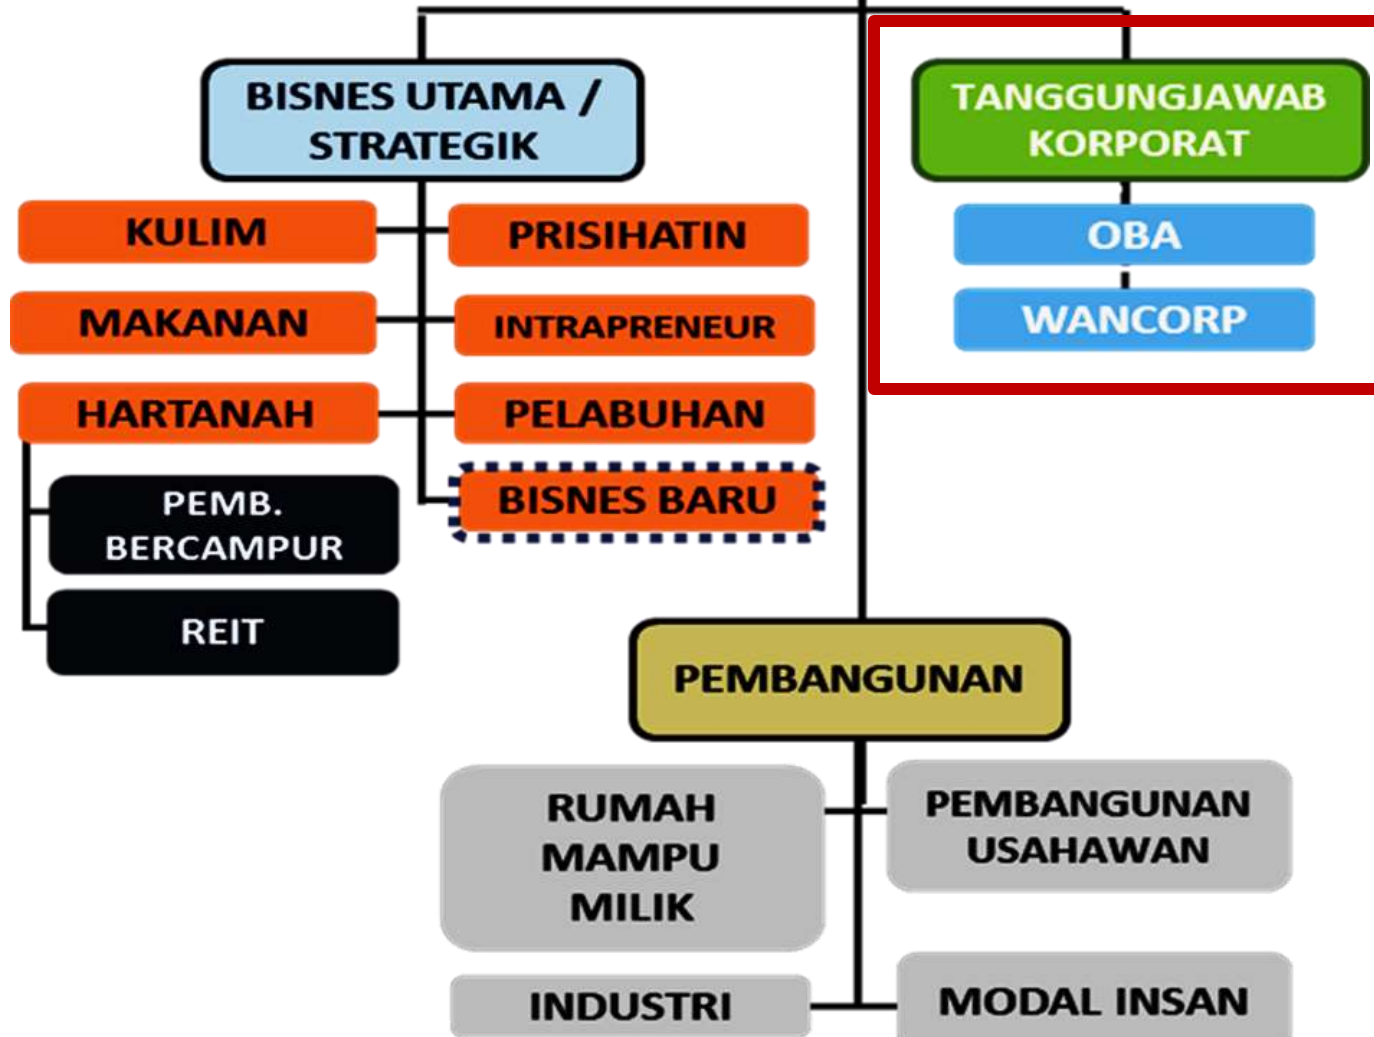 BISNES UTAMA /
STRATEGIK
KULIM
PRISIHATIN
MAKANAN
INTRAPRENEUR
HARTANAH
PELABUHAN
BISNES BARU
PEMB.
BERCAMPUR
REIT
TANGGUNGJAWAB
KORPORAT
OBA
WANCORP
PEMBANGUNAN
RUMAH
MAMPU
MILIK
PEMBANGUNAN
USAHAWAN
INDUSTRI
MODAL INSAN